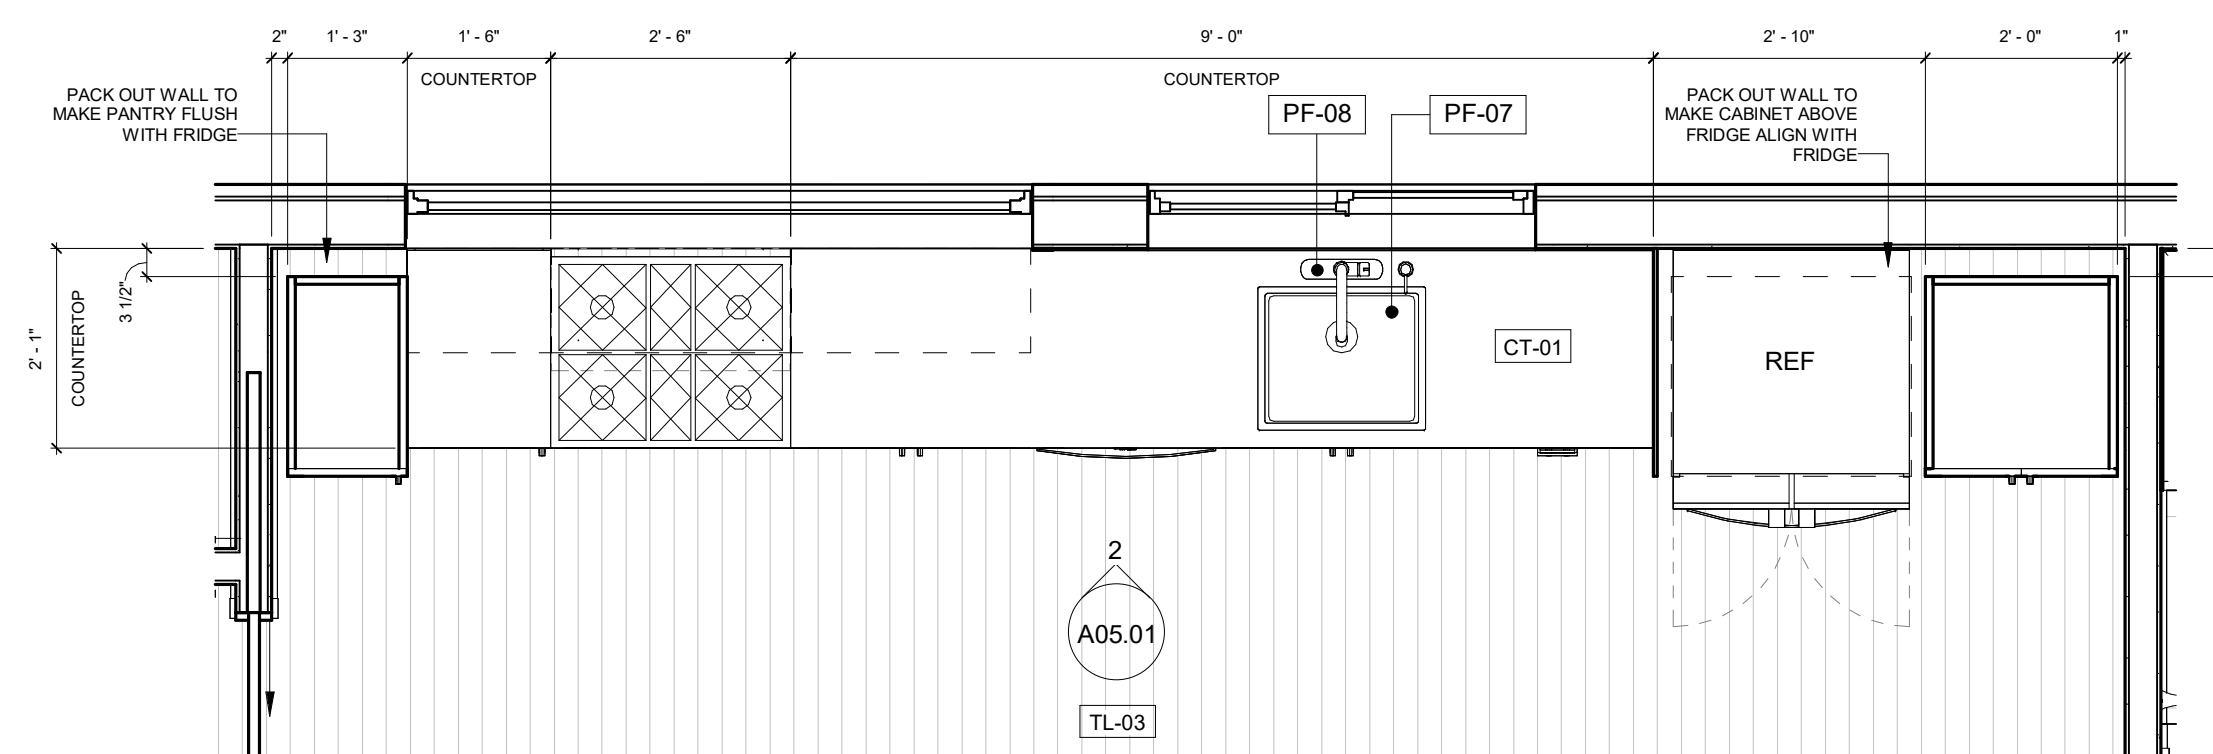 2" 1' - 3" 1' - 6" 2' - 6" 9' - 0" 2' - 10" 2' - 0" 1"
COUNTERTOP COUNTERTOP
PACK OUT WALL TO
MAKE PANTRY FLUSH
WITH FRIDGE
PF-08 PF-07
PACK OUT WALL TO
MAKE CABINET ABOVE
FRIDGE ALIGN WITH
FRIDGE
3 1/2"
2' - 1"
COUNTERTOP
CT-01
REF
2
A05.01
TL-03